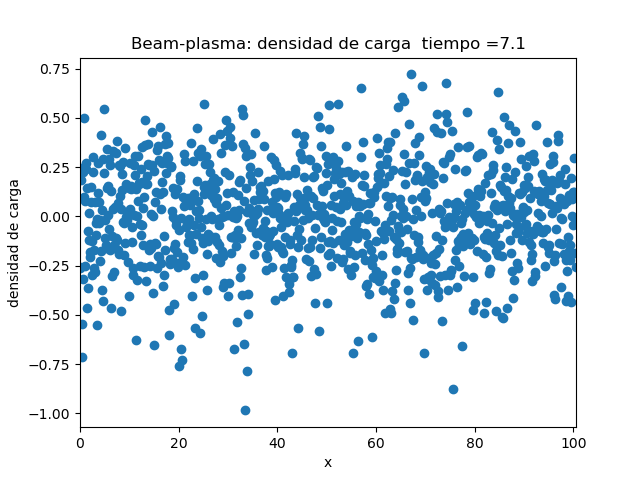 Beam-plasma: densidad de carga  tiempo =7.1
densidad de carga
0.75
0.50
0.25
0.00
−0.25
−0.50
−0.75
−1.00
0 20 40 60 80 100
x